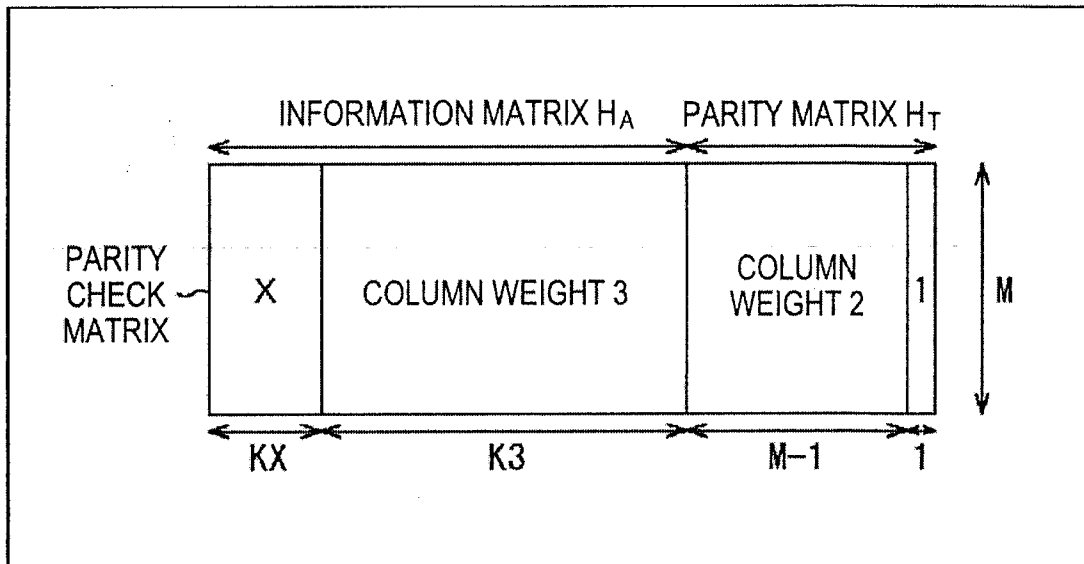 INFORMATION MATRIX HA
PARITY MATRIX HT
PARITY
CHECK
MATRIX
X
COLUMN WEIGHT 3
COLUMN
WEIGHT 2
1
M
KX
K3
M-1
1